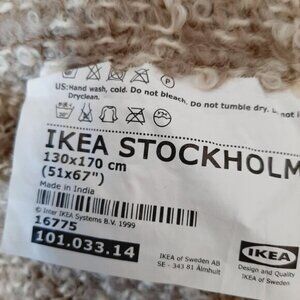 US: Hand wash, cold. Do not bleach. Do not tumble dry.
Dryclean.
IKEA STOCKHOLM
130x170 cm
(51x67")
Made in India
© Inter IKEA Systems B.V. 1999
16775
101.033.14
IKEA of Sweden AB
SE - 343 81 Älmhult
IKEA
Design and Quality
IKEA of Sweden